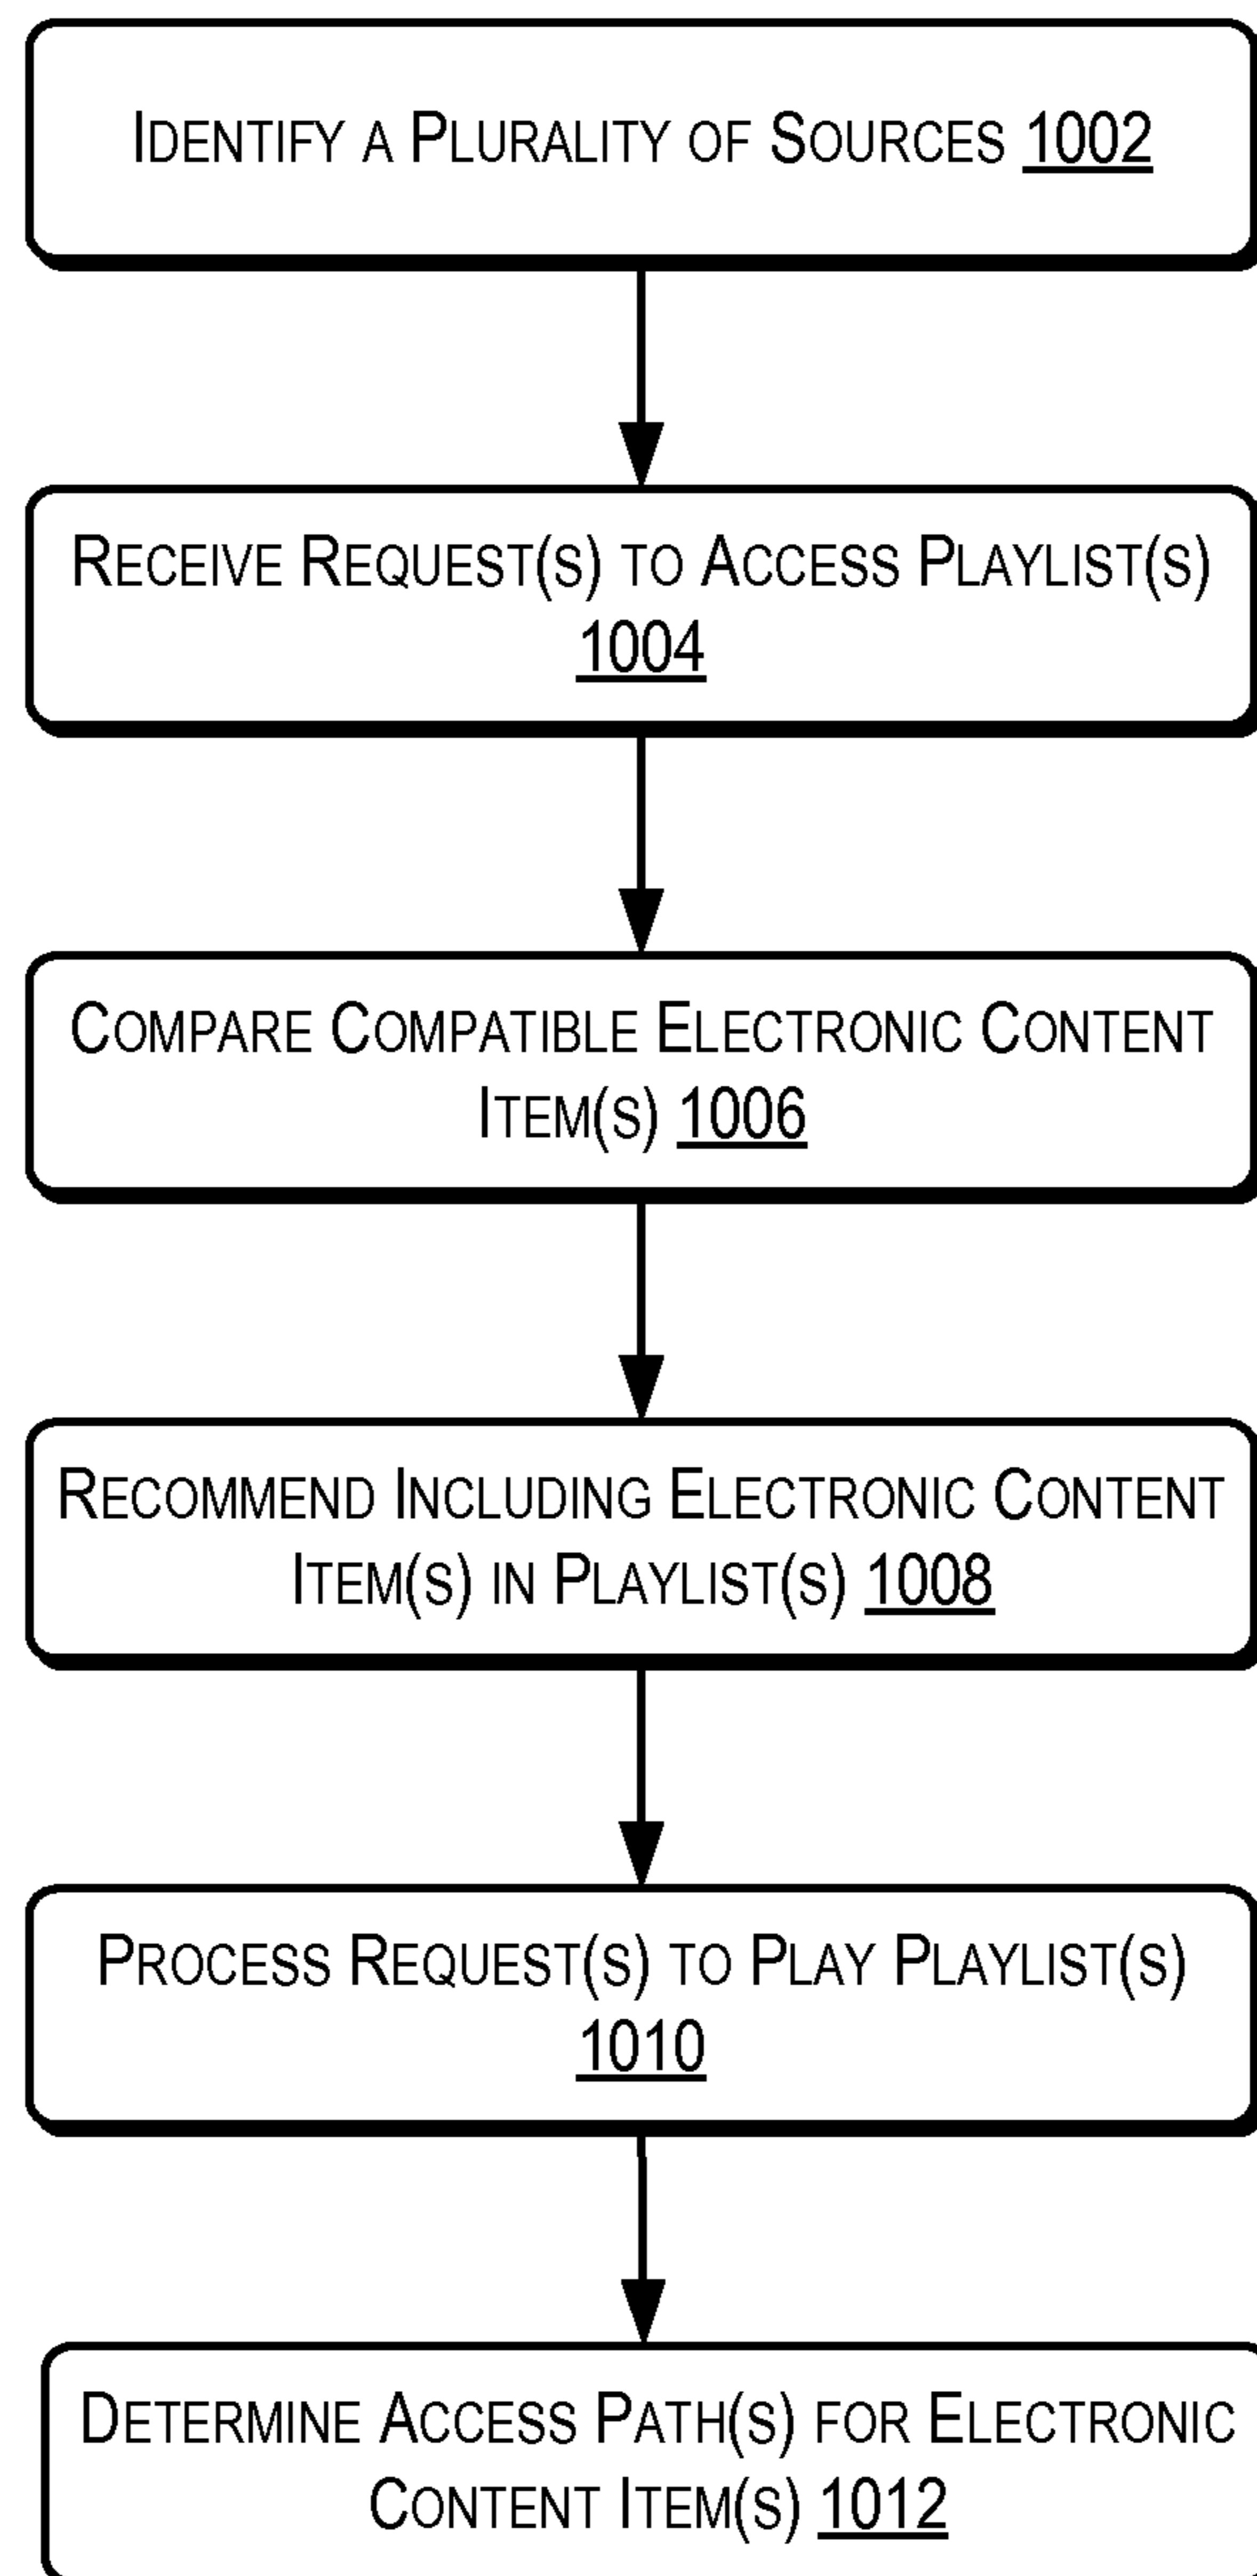 IDENTIFY A PLURALITY OF SOURCES 1002
RECEIVE REQUEST(S) TO ACCESS PLAYLIST(S)
1004
COMPARE COMPATIBLE ELECTRONIC CONTENT
ITEM(S) 1006
RECOMMEND INCLUDING ELECTRONIC CONTENT
ITEM(S) IN PLAYLIST(S) 1008
PROCESS REQUEST(S) TO PLAY PLAYLIST(S)
1010
DETERMINE ACCESS PATH(S) FOR ELECTRONIC
CONTENT ITEM(S) 1012